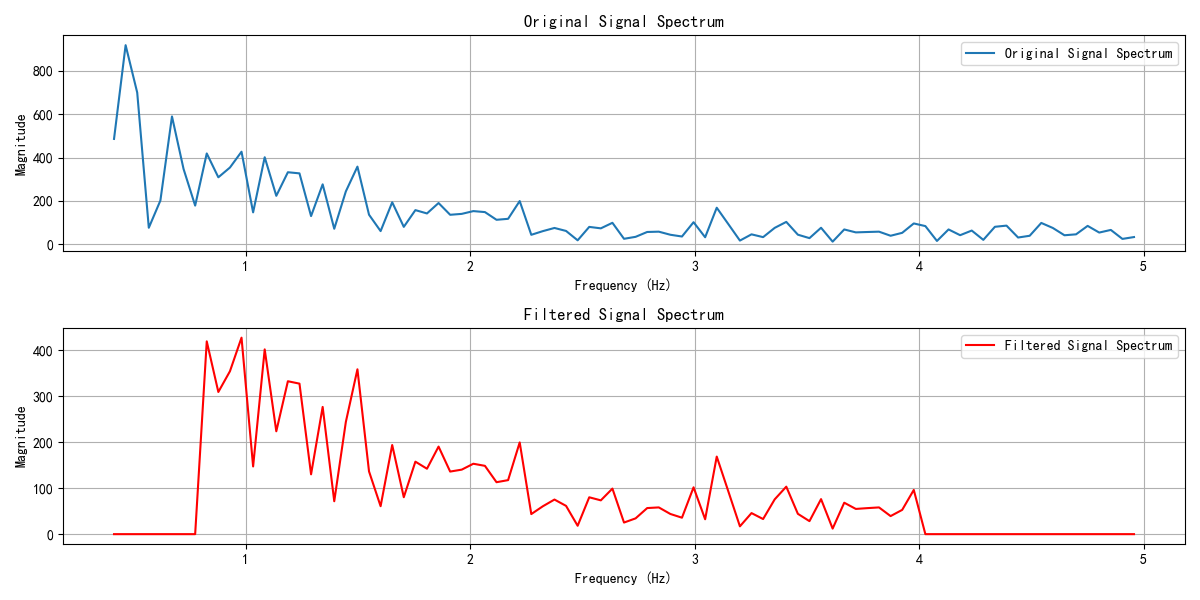 Original Signal Spectrum
Original Signal Spectrum
800
600
400
200
0
Magnitude
1 2 3 4 5
Frequency (Hz)
Filtered Signal Spectrum
Filtered Signal Spectrum
400
300
200
100
0
Magnitude
1 2 3 4 5
Frequency (Hz)